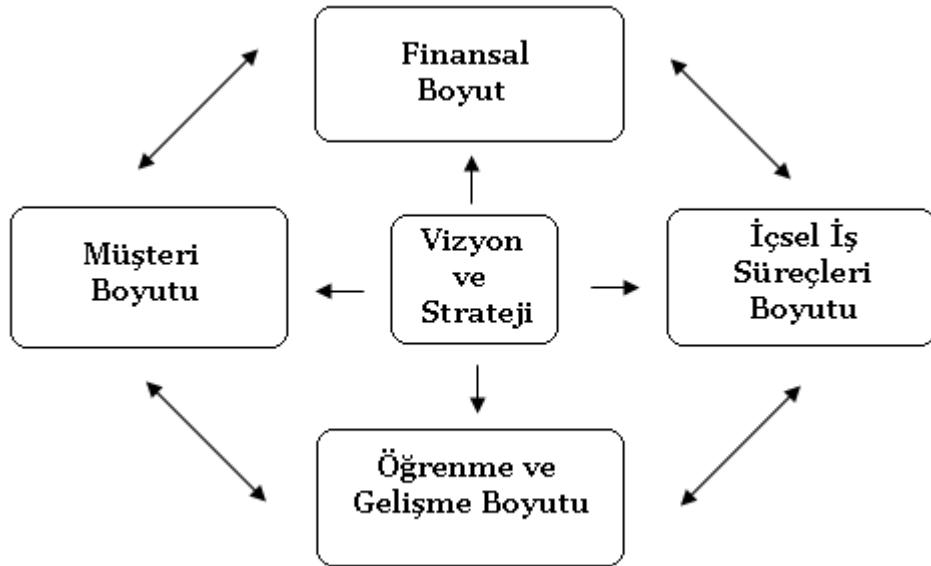 Finansal
Boyut
Müşteri
Boyutu
Vizyon
ve
Strateji
İçsel İş
Süreçleri
Boyutu
Öğrenme ve
Gelişme Boyutu